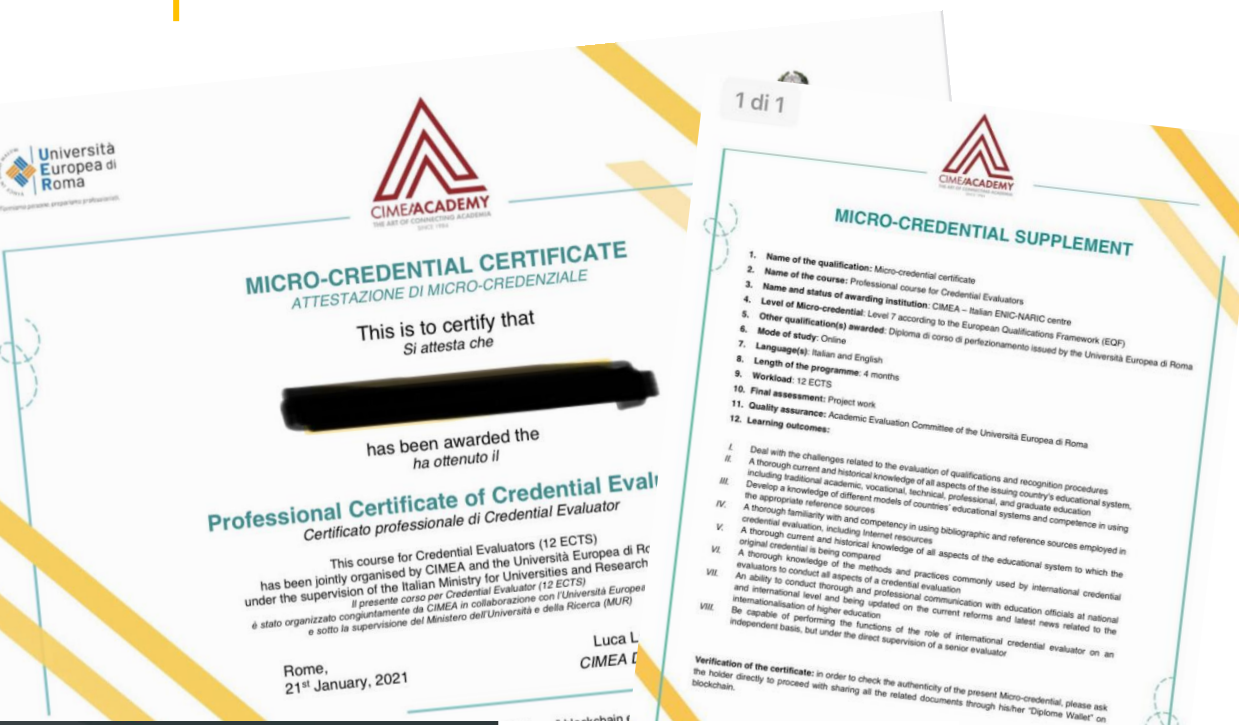 Università
Europea di
Roma
CIMEA/ACADEMY
THE ART OF CONNECTING ACADEMIA
SINCE 1984
MICRO-CREDENTIAL CERTIFICATE
ATTESTAZIONE DI MICRO-CREDENZIALE
This is to certify that
Si attesta che
has been awarded the
ha ottenuto il
Professional Certificate of Credential Evalu
Certificato professionale di Credential Evaluator
This course for Credential Evaluators (12 ECTS)
has been jointly organised by CIMEA and the Università Europea di Ro
under the supervision of the Italian Ministry for Universities and Research
Il presente corso per Credential Evaluator (12 ECTS)
è stato organizzato congiuntamente da CIMEA in collaborazione con l'Università Europea
e sotto la supervisione del Ministero dell'Università e della Ricerca (MUR)
Luca L
CIMEA D
Rome,
21st January, 2021
1 di 1
CIMEA/ACADEMY
MICRO-CREDENTIAL SUPPLEMENT
1. Name of the qualification: Micro-credential certificate
2. Name of the course: Professional course for Credential Evaluators
3. Name and status of awarding institution: CIMEA – Italian ENIC-NARIC centre
4. Level of Micro-credential: Level 7 according to the European Qualifications Framework (EQF)
5. Other qualification(s) awarded: Diploma di corso di perfezionamento issued by the Università Europea di Roma
6. Mode of study: Online
7. Language(s): Italian and English
8. Length of the programme: 4 months
9. Workload: 12 ECTS
10. Final assessment: Project work
11. Quality assurance: Academic Evaluation Committee of the Università Europea di Roma
12. Learning outcomes:
I. Deal with the challenges related to the evaluation of qualifications and recognition procedures
II. A thorough current and historical knowledge of all aspects of the issuing country's educational system,
including traditional academic, vocational, technical, professional, and graduate education
III. Develop a knowledge of different models of countries' educational systems and competence in using
the appropriate reference sources
IV. A thorough familiarity with and competency in using bibliographic and reference sources employed in
credential evaluation, including Internet resources
V. A thorough current and historical knowledge of all aspects of the educational system to which the
original credential is being compared
VI. A thorough knowledge of the methods and practices commonly used by international credential
evaluators to conduct all aspects of a credential evaluation
VII. An ability to conduct thorough and professional communication with education officials at national
and international level and being updated on the current reforms and latest news related to the
internationalisation of higher education
VIII. Be capable of performing the functions of the role of international credential evaluator on an
independent basis, but under the direct supervision of a senior evaluator
Verification of the certificate: in order to check the authenticity of the present Micro-credential, please ask
the holder directly to proceed with sharing all the related documents through his/her "Diplome Wallet" on
blockchain.